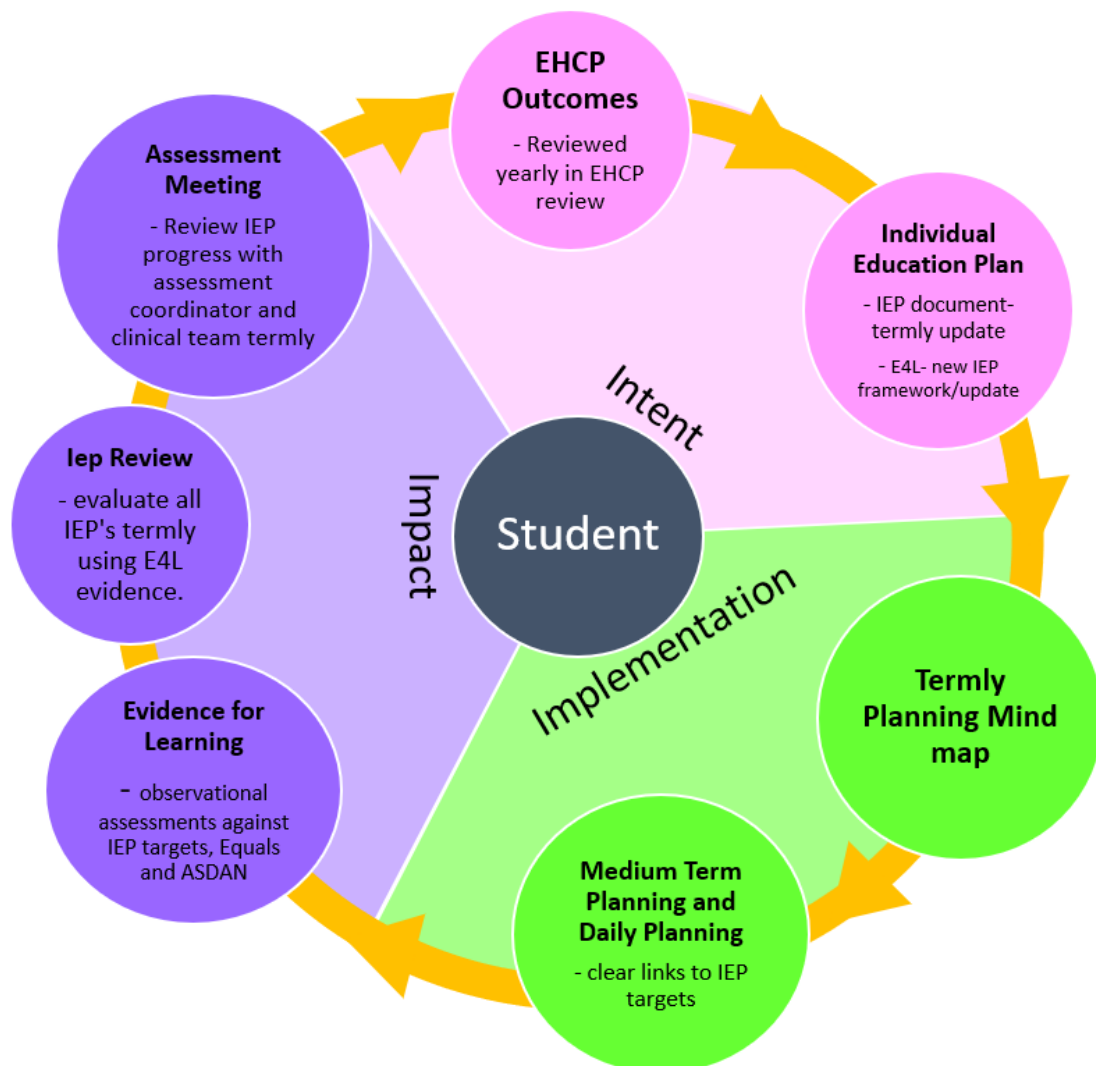 EHCP
Outcomes
- Reviewed
yearly in EHCP
review
Individual
Education Plan
- IEP document-
termly update
- E4L- new IEP
framework/update
Termly
Planning Mind
map
Medium Term
Planning and
Daily Planning
- clear links to IEP
targets
Evidence for
Learning
- observational
assessments against
IEP targets, Equals
and ASDAN
Iep Review
- evaluate all
IEP's termly
using E4L
evidence.
Assessment
Meeting
- Review IEP
progress with
assessment
coordinator and
clinical team termly
Intent
Implementation
Impact
Student